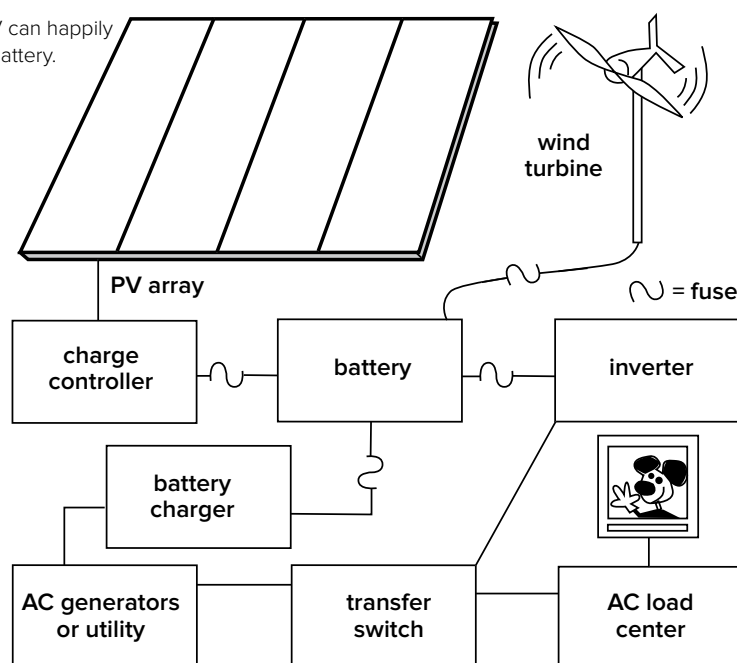 can happily
battery.
wind
turbine
PV array
= fuse
charge
controller
battery
inverter
battery
charger
AC generators
or utility
transfer
switch
AC load
center